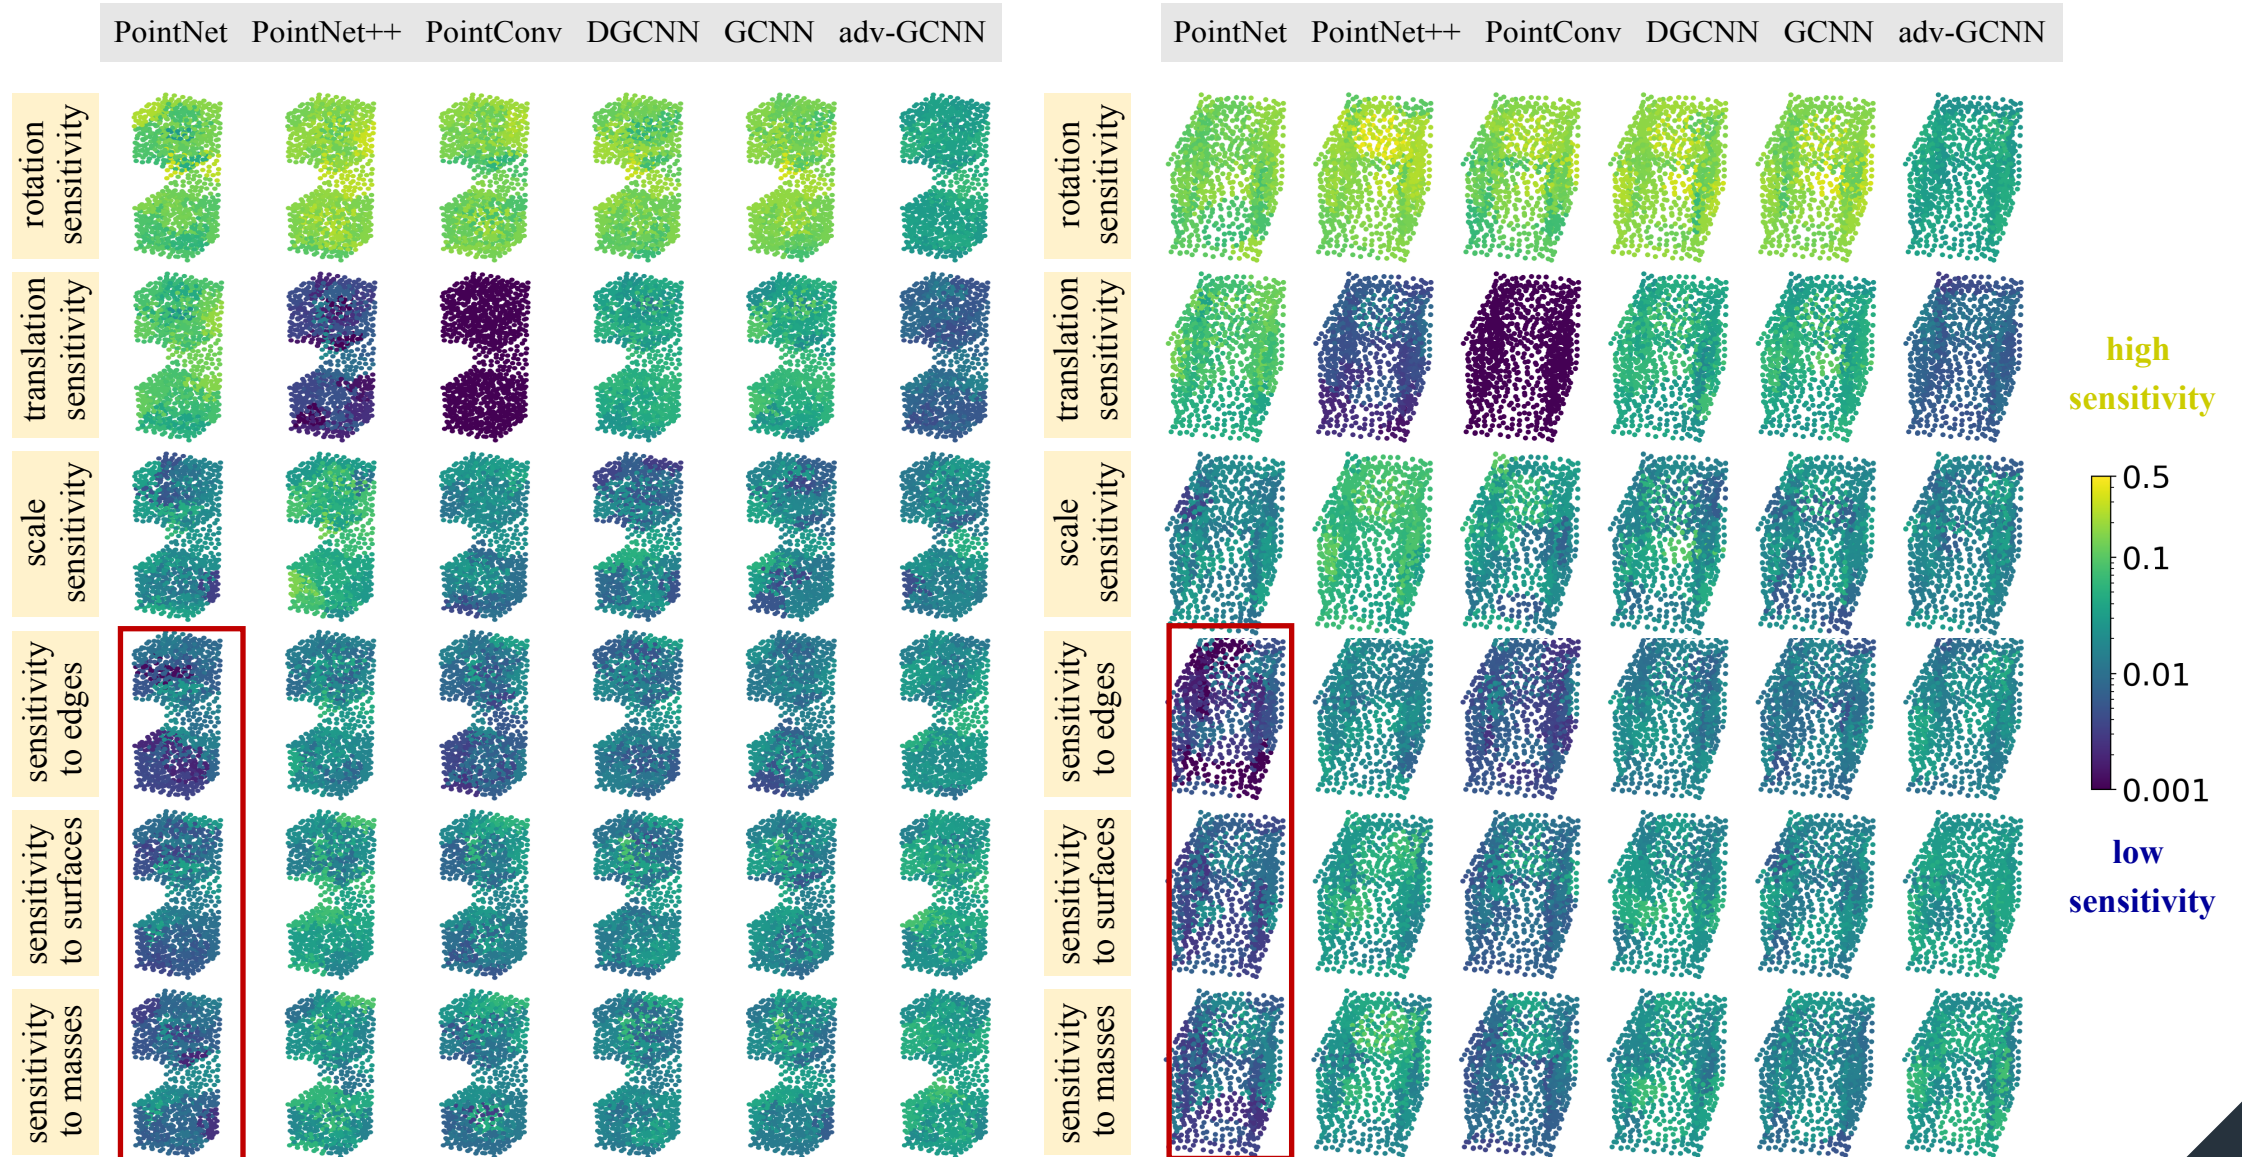 PointNet PointNet++ PointConv DGCNN GCNN adv-GCNN
rotation
sensitivity
translation
sensitivity
scale
sensitivity
sensitivity
to edges
sensitivity
to surfaces
sensitivity
to masses
PointNet PointNet++ PointConv DGCNN GCNN adv-GCNN
rotation
sensitivity
translation
sensitivity
scale
sensitivity
sensitivity
to edges
sensitivity
to surfaces
sensitivity
to masses
high
sensitivity
0.5
0.1
0.01
0.001
low
sensitivity